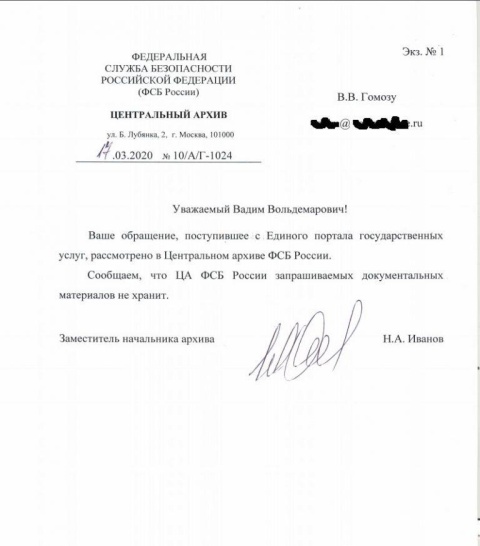 Экз. № 1
ФЕДЕРАЛЬНАЯ
СЛУЖБА БЕЗОПАСНОСТИ
РОССИЙСКОЙ ФЕДЕРАЦИИ
(ФСБ России)
ЦЕНТРАЛЬНЫЙ АРХИВ
ул. Б. Лубянка, 2, г. Москва, 101000
17.03.2020 № 10/А/Г-1024
В.В. Гомозу
@ .ru
Уважаемый Вадим Вольдемарович!
Ваше обращение, поступившее с Единого портала государственных
услуг, рассмотрено в Центральном архиве ФСБ России.
Сообщаем, что ЦА ФСБ России запрашиваемых документальных
материалов не хранит.
Заместитель начальника архива Н.А. Иванов